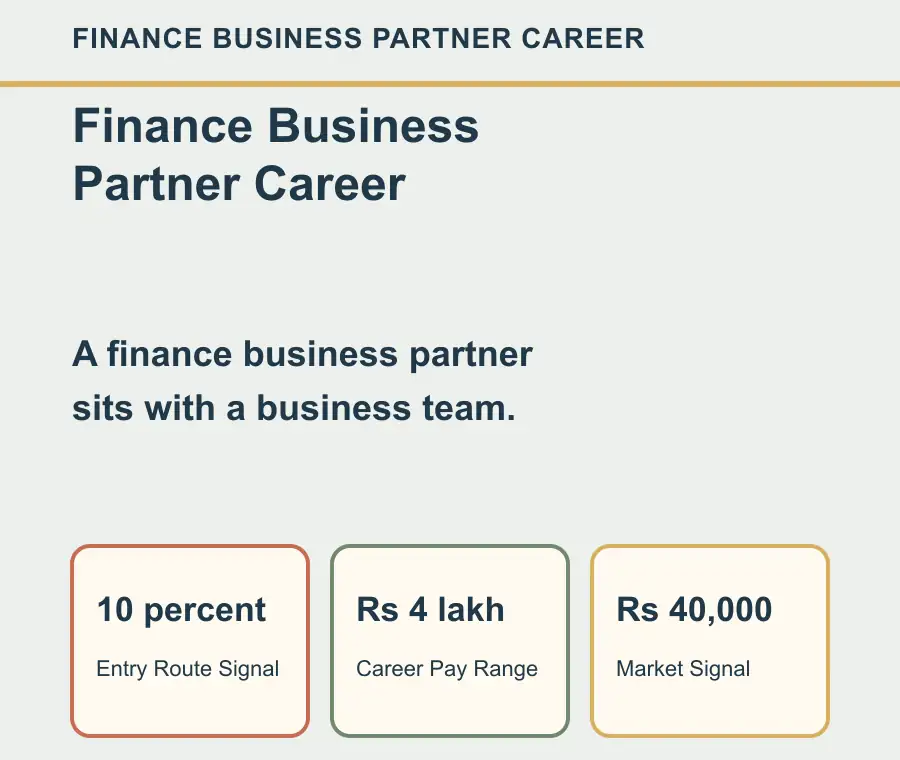 FINANCE BUSINESS PARTNER CAREER
Finance Business
Partner Career
A finance business partner
sits with a business team.
10 percent
Entry Route Signal
Rs 4 lakh
Career Pay Range
Rs 40,000
Market Signal